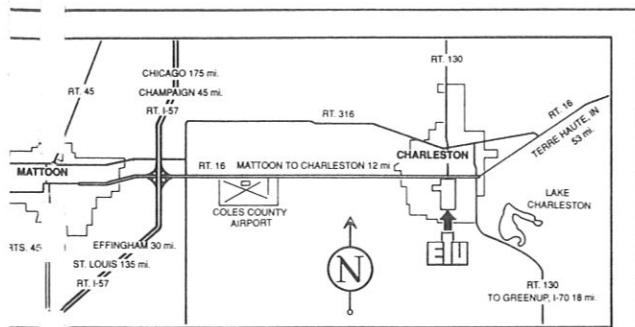 CHICAGO 175 mi.
CHAMPAIGN 45 mi.
RT. I-57
RT. 45
RT. 130
RT. 316
RT. 16
TERRE HAUTE, IN
53 mi.
MATTOON
RT. 16
MATTOON TO CHARLESTON 12 mi
CHARLESTON
COLES COUNTY
AIRPORT
LAKE
CHARLESTON
RTS. 45
EFFINGHAM 30 mi.
ST. LOUIS 135 mi.
RT. I-57
N
EIU
RT. 130
TO GREENUP, I-70 18 mi.